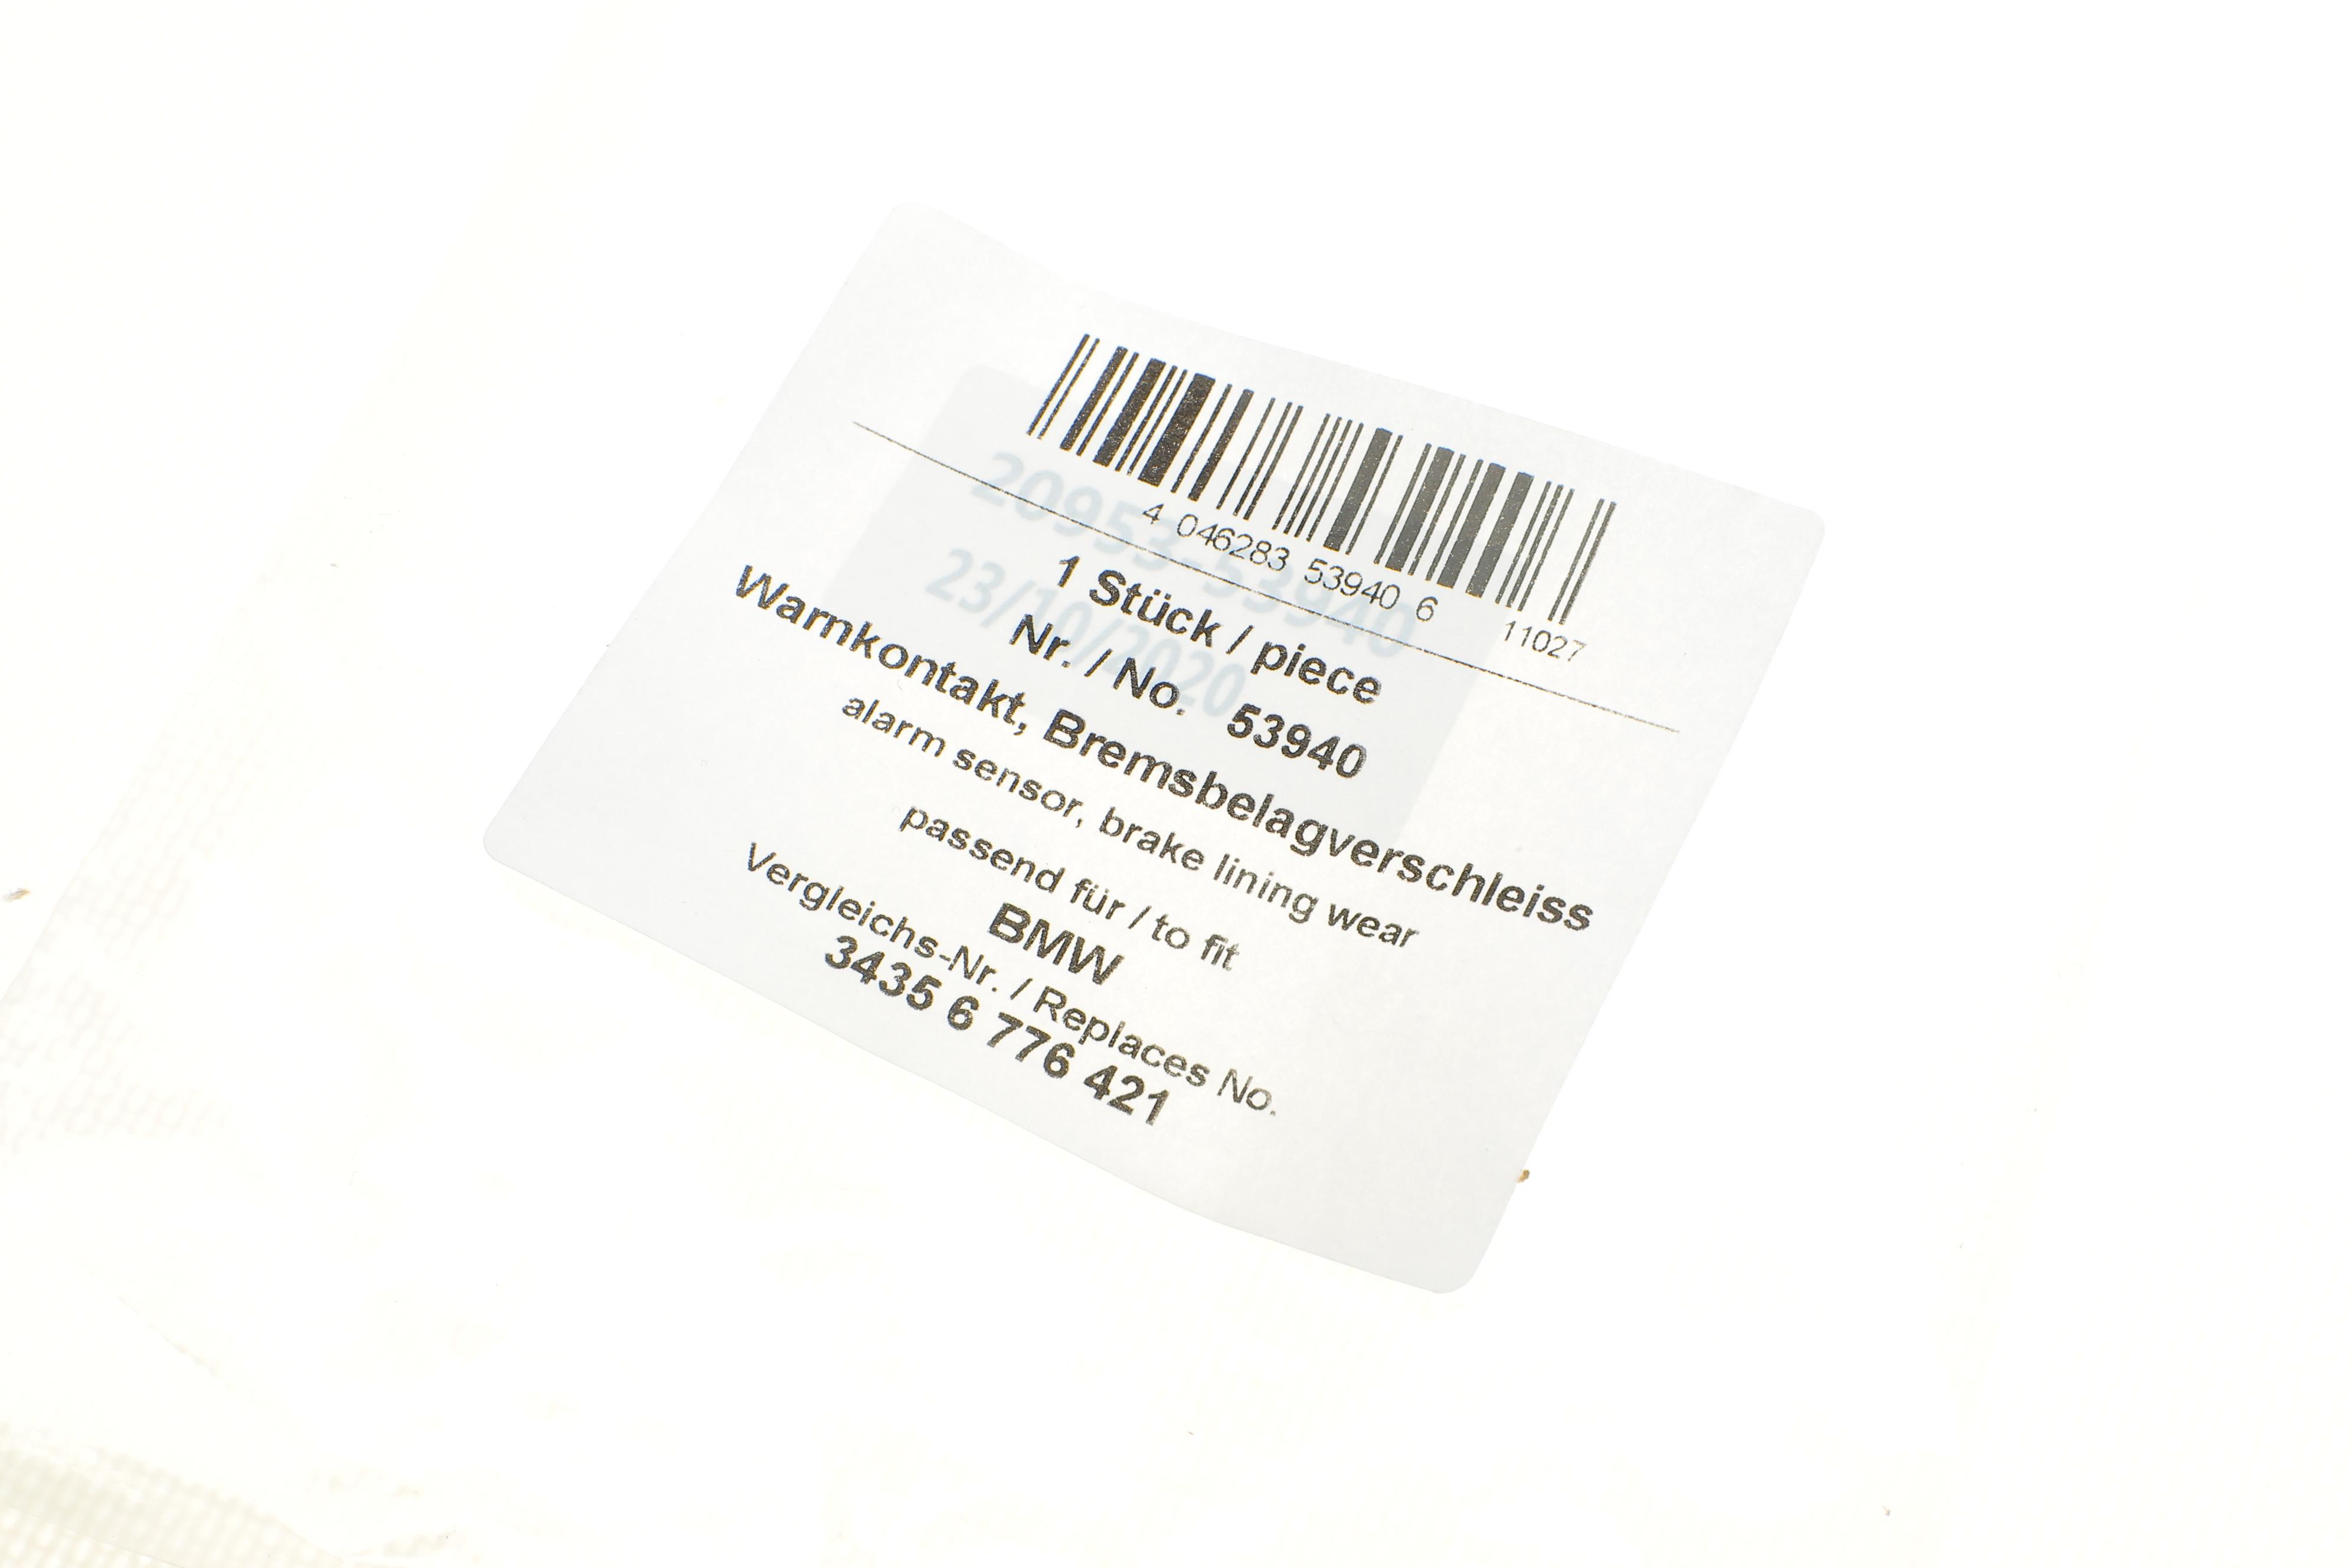 4 046283 53940 6
11027
20953-53940
23/10/2020
1 Stück / piece
Nr. / No. 53940
Warnkontakt, Bremsbelagverschleiss
alarm sensor, brake lining wear
passend für / to fit
BMW
Vergleichs-Nr. / Replaces No.
3435 6 776 421